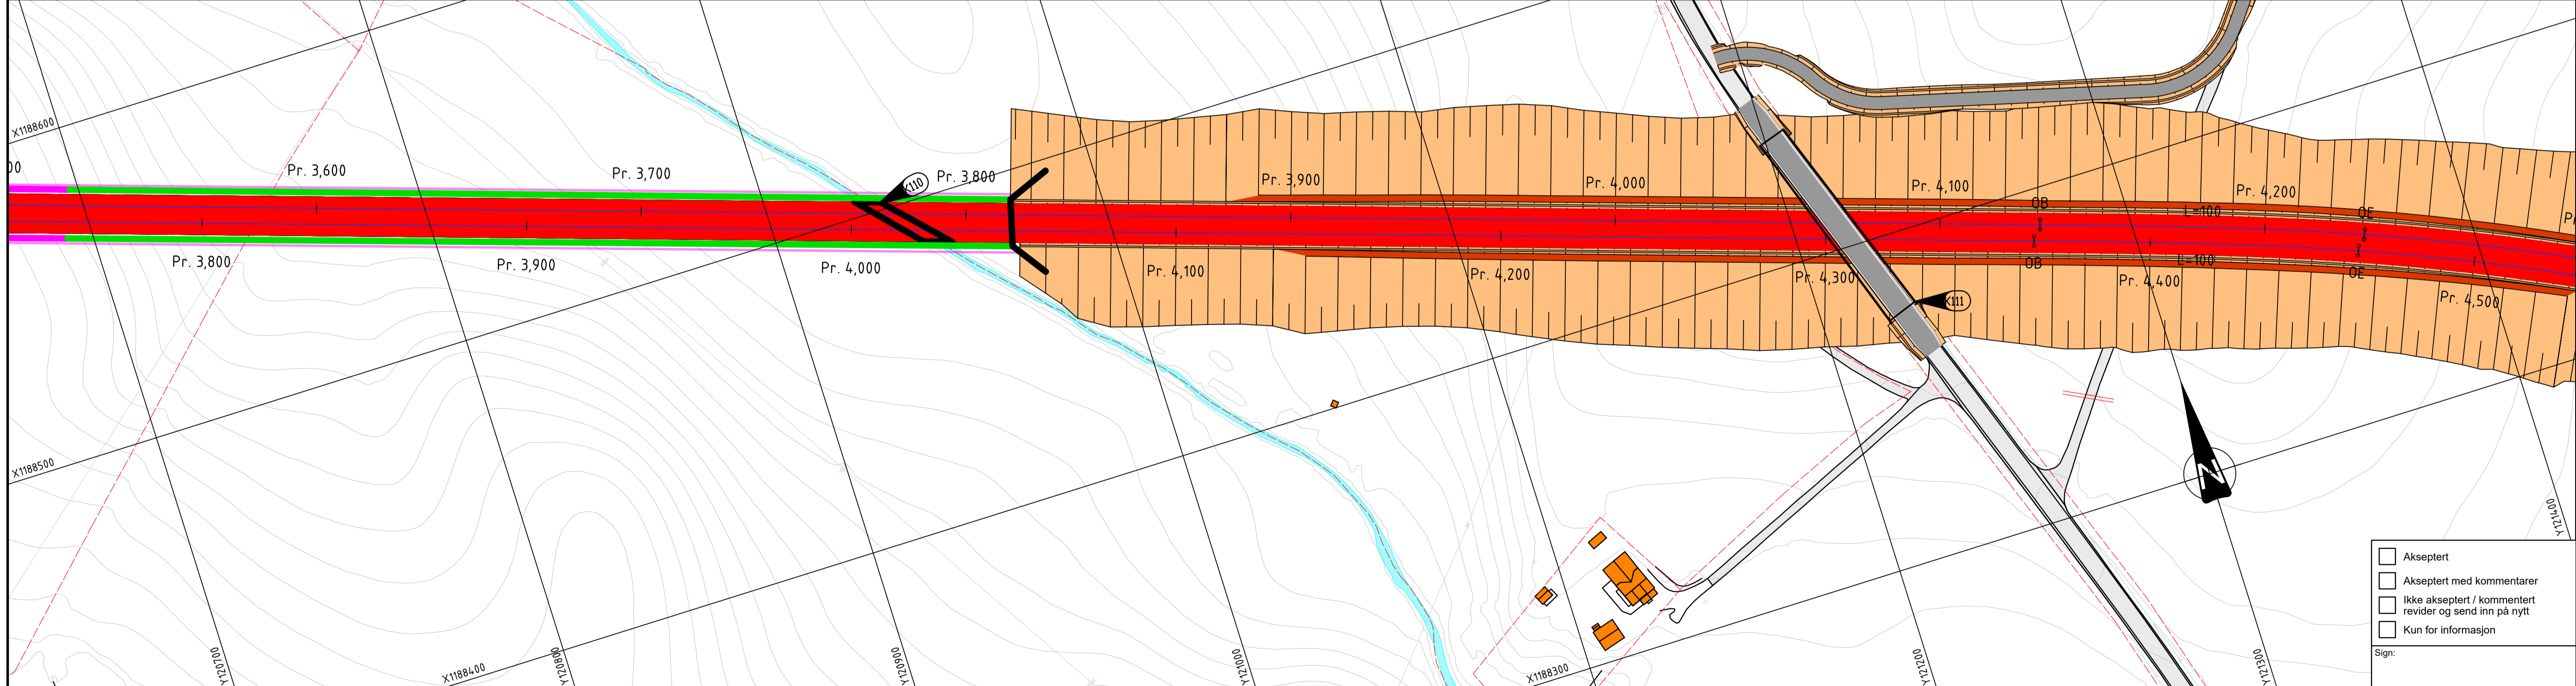 X1188600
00
Pr. 3,600
Pr. 3,700
K110
Pr. 3,800
Pr. 3,900
Pr. 4,000
Pr. 4,100
Pr. 4,200
OB
L=100
OE
Pr. 3,800
Pr. 3,900
Pr. 4,000
Pr. 4,100
Pr. 4,200
Pr. 4,300
OB
L=100
OE
Pr. 4,400
Pr. 4,500
K111
X1188500
N
Y121400
Akseptert
Akseptert med kommentarer
Ikke akseptert / kommentert
revider og send inn på nytt
Kun for informasjon
Sign:
Y120700
X1188400
Y120800
Y120900
Y121000
X1188300
Y121200
Y121300